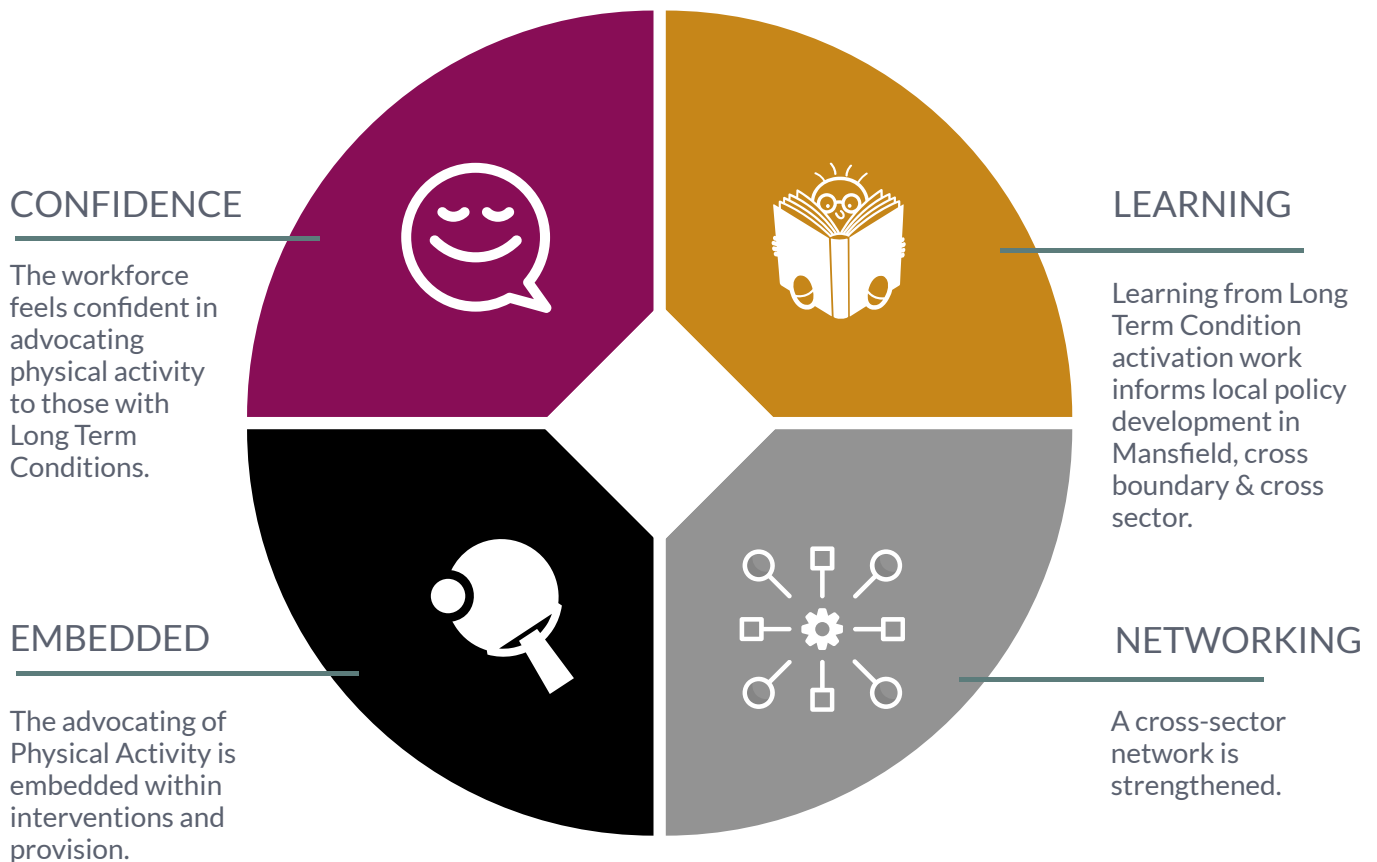 CONFIDENCE
The workforce
feels confident in
advocating
physical activity
to those with
Long Term
Conditions.
LEARNING
Learning from Long
Term Condition
activation work
informs local policy
development in
Mansfield, cross
boundary & cross
sector.
EMBEDDED
The advocating of
Physical Activity is
embedded within
interventions and
provision.
NETWORKING
A cross-sector
network is
strengthened.